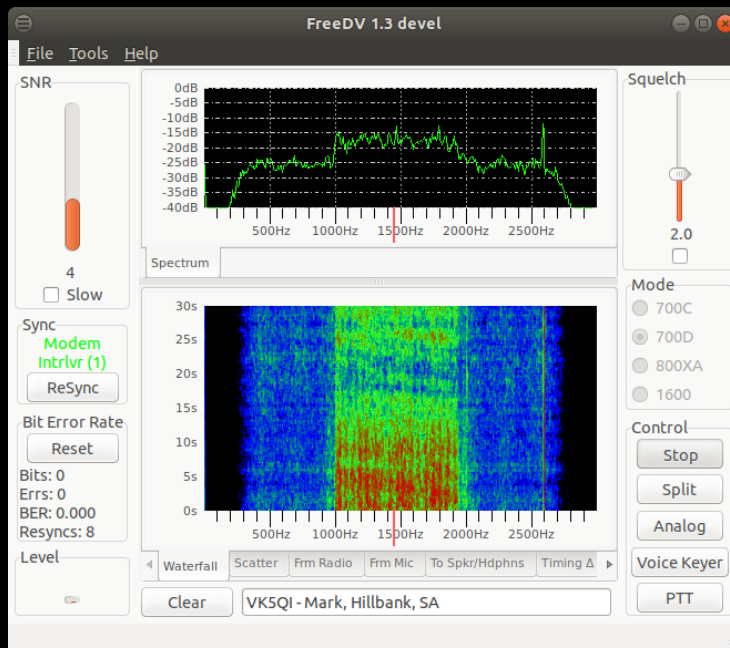 FreeDV 1.3 devel
File Tools Help
SNR
4
Slow
Sync
Modem
Intrlvr (1)
ReSync
Bit Error Rate
Reset
Bits: 0
Errs: 0
BER: 0.000
Resyncs: 8
Level
0dB
-5dB
-10dB
-15dB
-20dB
-25dB
-30dB
-35dB
-40dB
500Hz 1000Hz 1500Hz 2000Hz 2500Hz
Spectrum
30s
25s
20s
15s
10s
5s
0s
500Hz 1000Hz 1500Hz 2000Hz 2500Hz
Waterfall Scatter Frm Radio Frm Mic To Spkr/Hdphns Timing Δ
Clear VK5QI - Mark, Hillbank, SA
Squelch
2.0
Mode
700C
700D
800XA
1600
Control
Stop
Split
Analog
Voice Keyer
PTT